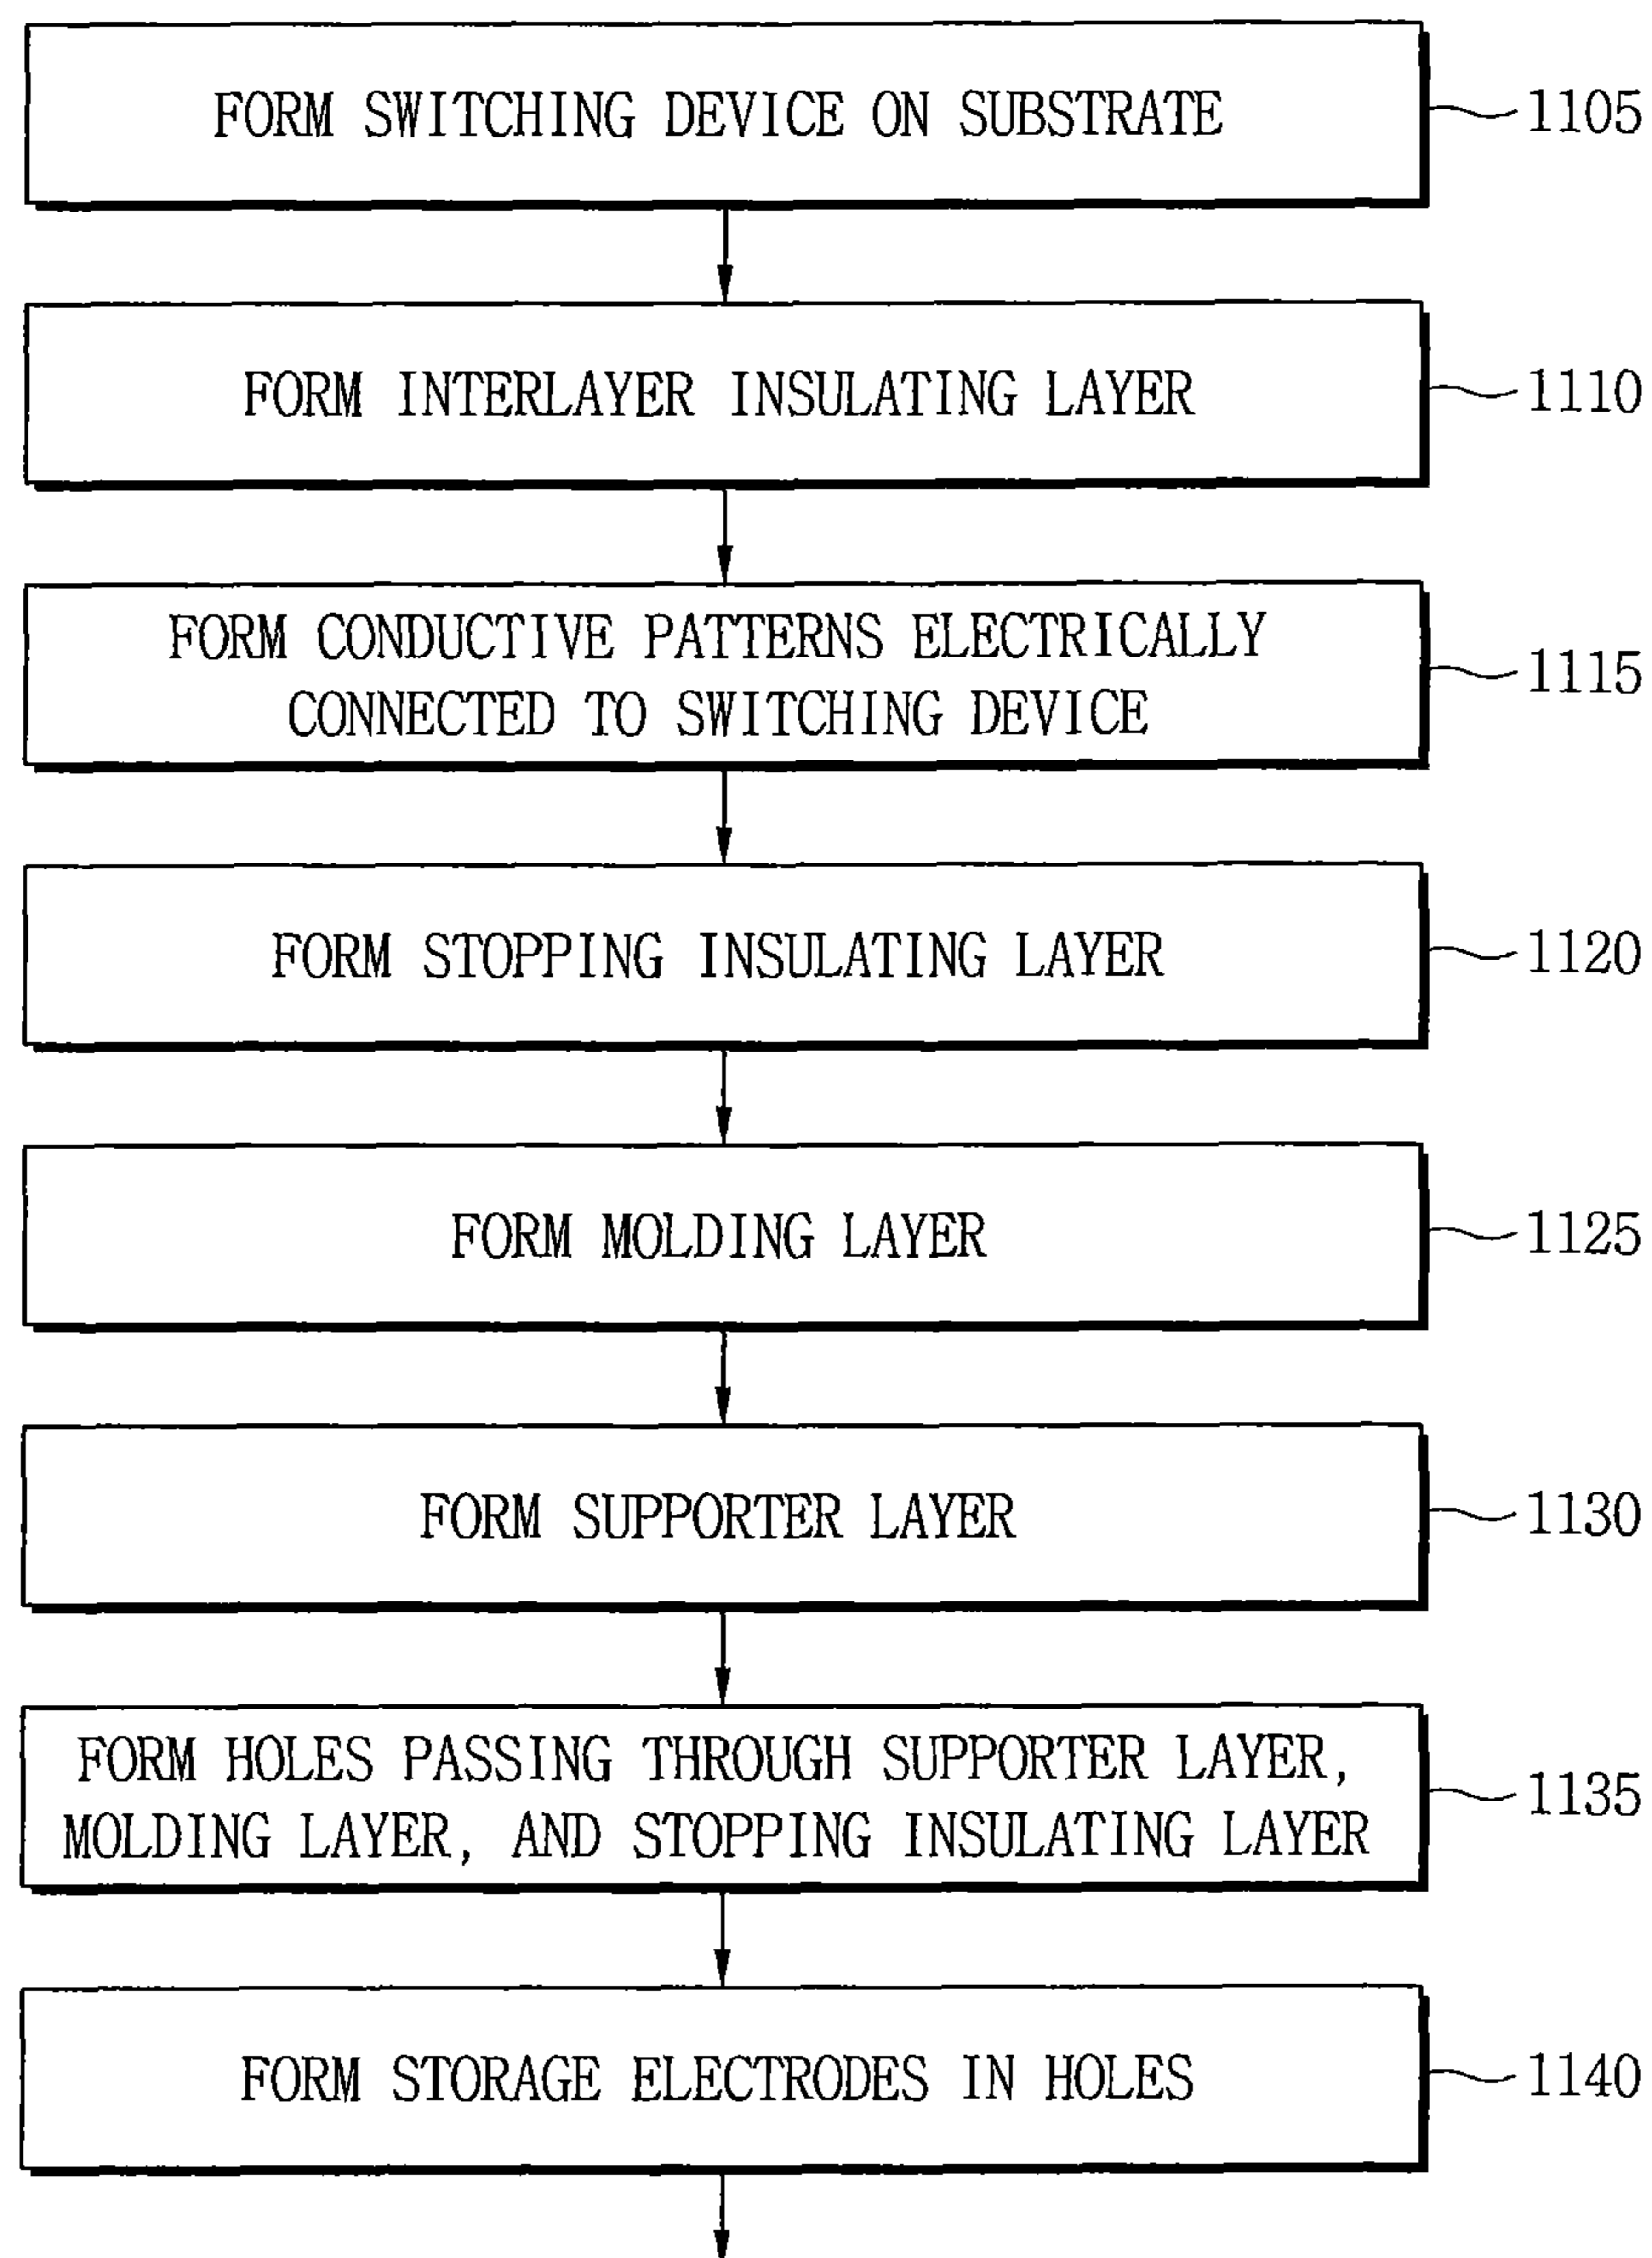 FORM SWITCHING DEVICE ON SUBSTRATE
1105
FORM INTERLAYER INSULATING LAYER
1110
FORM CONDUCTIVE PATTERNS ELECTRICALLY
CONNECTED TO SWITCHING DEVICE
1115
FORM STOPPING INSULATING LAYER
1120
FORM MOLDING LAYER
1125
FORM SUPPORTER LAYER
1130
FORM HOLES PASSING THROUGH SUPPORTER LAYER,
MOLDING LAYER, AND STOPPING INSULATING LAYER
1135
FORM STORAGE ELECTRODES IN HOLES
1140